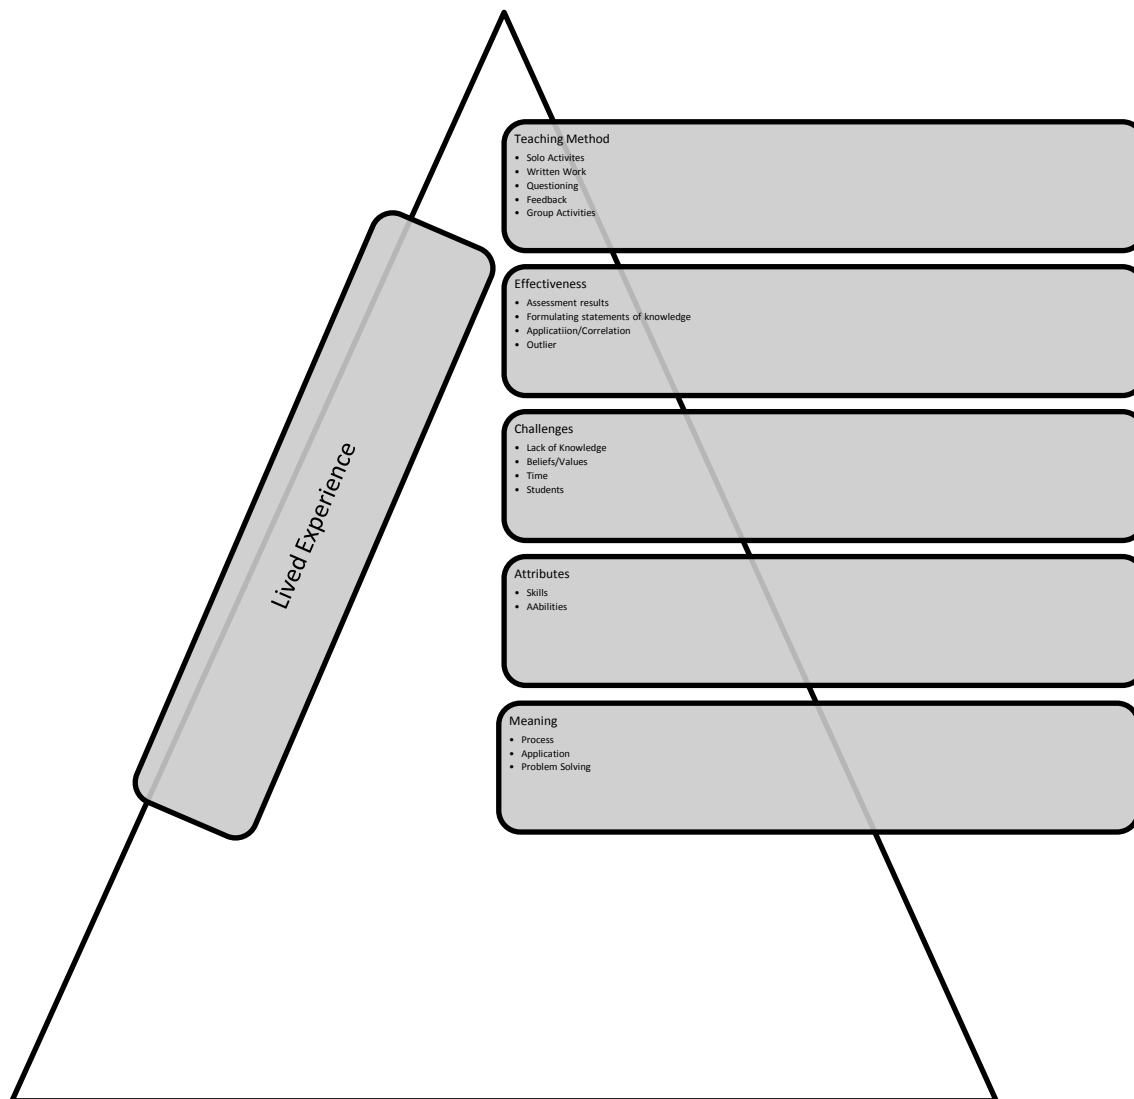 Teaching Method
• Solo Activites
• Written Work
• Questioning
• Feedback
• Group Activities
Effectiveness
• Assessment results
• Formulating statements of knowledge
• Applicatiion/Correlation
• Outlier
Challenges
• Lack of Knowledge
• Beliefs/Values
• Time
• Students
Attributes
• Skills
• AAbilities
Meaning
• Process
• Application
• Problem Solving
Lived Experience